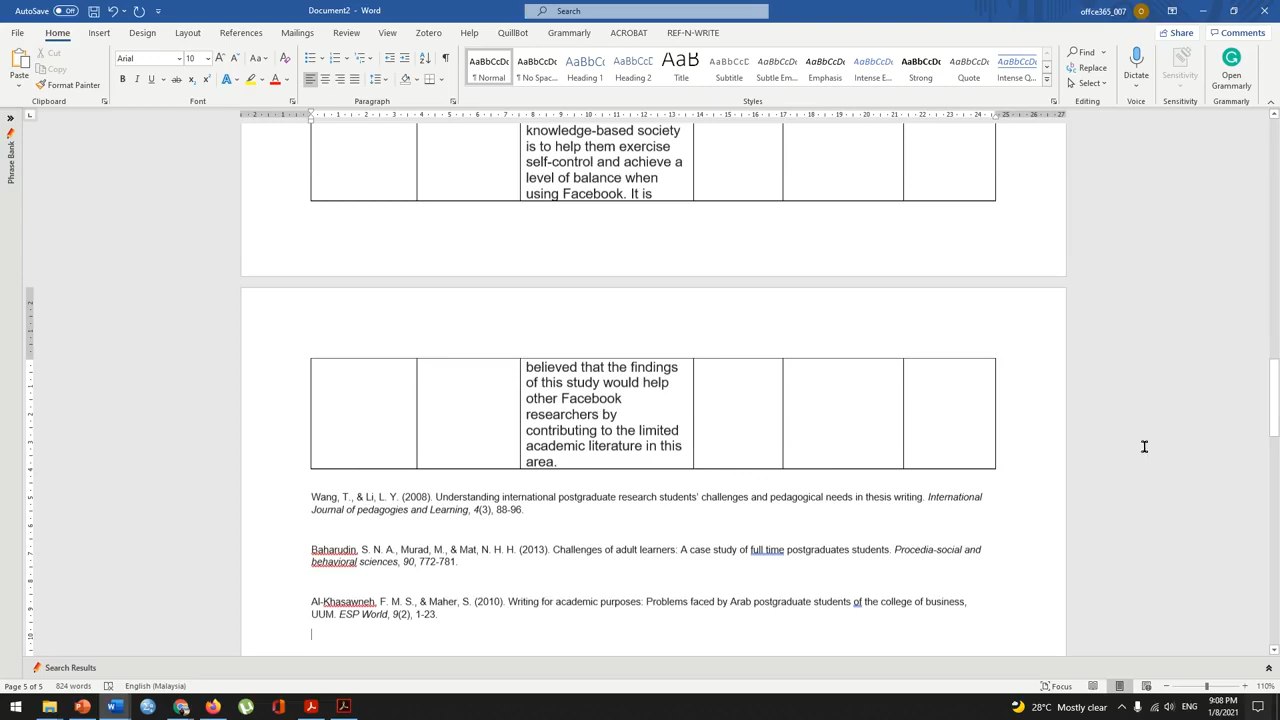 AutoSave Off
Document2 - Word
Search
offce365_007
File Home Insert Design Layout References Mailings Review View Zotero Help QuillBot Grammarly ACROBAT REF-N-WRITE
Share Comments
Paste
Cut
Copy
Format Painter
Clipboard
Arial 10
Font
Paragraph
AaBbCcDc AaBbCcDc AaBbCc AaBbCcD AaB AaBbCcD AaBbCcDc AaBbCcDc AaBbCcDc AaBbCcDc AaBbCcDc AaBbCcDc
¶ Normal ¶ No Spac... Heading 1 Heading 2 Title Subtitle Subtle Em... Emphasis Intense E... Strong Quote Intense Q...
Styles
Find
Replace
Select
Editing
Dictate
Voice
Sensitivity
Sensitivity
Open
Grammarly
Grammarly
Phrase Bank
knowledge-based society
is to help them exercise
self-control and achieve a
level of balance when
using Facebook. It is
believed that the findings
of this study would help
other Facebook
researchers by
contributing to the limited
academic literature in this
area.
Wang, T., & Li, L. Y. (2008). Understanding international postgraduate research students' challenges and pedagogical needs in thesis writing. International
Journal of pedagogies and Learning, 4(3), 88-96.
Baharudin, S. N. A., Murad, M., & Mat, N. H. H. (2013). Challenges of adult learners: A case study of full time postgraduates students. Procedia-social and
behavioral sciences, 90, 772-781.
Al-Khasawneh, F. M. S., & Maher, S. (2010). Writing for academic purposes: Problems faced by Arab postgraduate students of the college of business,
UUM. ESP World, 9(2), 1-23.
Search Results
Page 5 of 5 824 words English (Malaysia)
Focus
110%
28°C Mostly clear
ENG
9:08 PM
1/8/2021